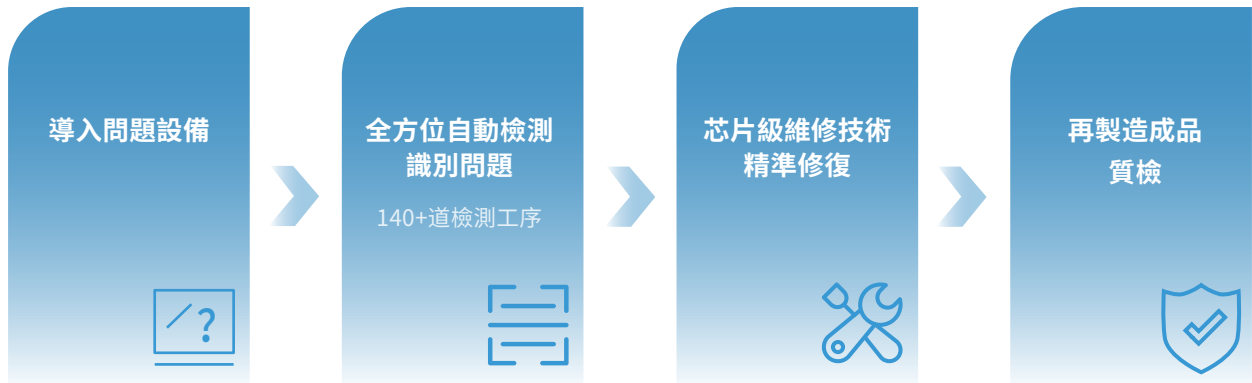 導入問題設備
全方位自動檢測
識別問題
140+道檢測工序
芯片級維修技術
精準修復
再製造成品
質檢
?